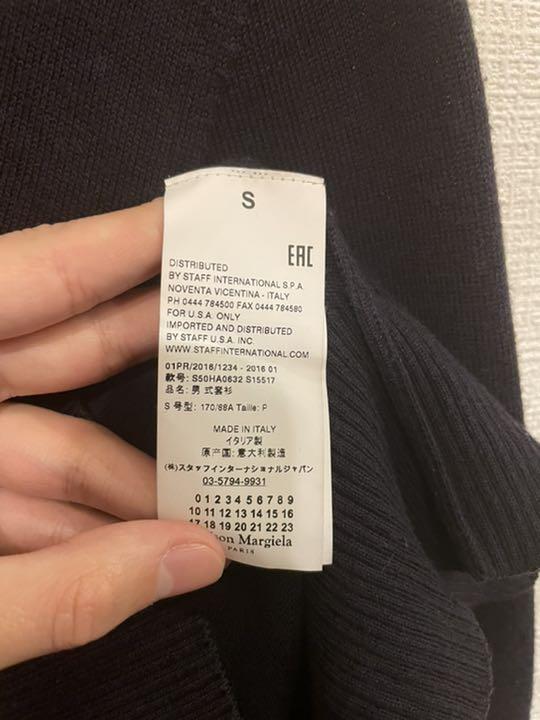 S
EAC
DISTRIBUTED
BY STAFF INTERNATIONAL S.P.A.
NOVENTA VICENTINA - ITALY
PH 0444 784500 FAX 0444 784580
FOR U.S.A. ONLY
IMPORTED AND DISTRIBUTED
BY STAFF U.S.A. INC.
WWW.STAFFINTERNATIONAL.COM
01PR/2016/1234 - 2016 01
款号: S50HA0632 S15517
品名: 男式套衫
S 号型: 170/88A Taille: P
MADE IN ITALY
イタリア製
原产国: 意大利製造
(株)スタッフインターナショナルジャパン
03-5794-9931
0 1 2 3 4 5 6 7 8 9
10 11 12 13 14 15 16
17 18 19 20 21 22 23
Margiela
PARIS